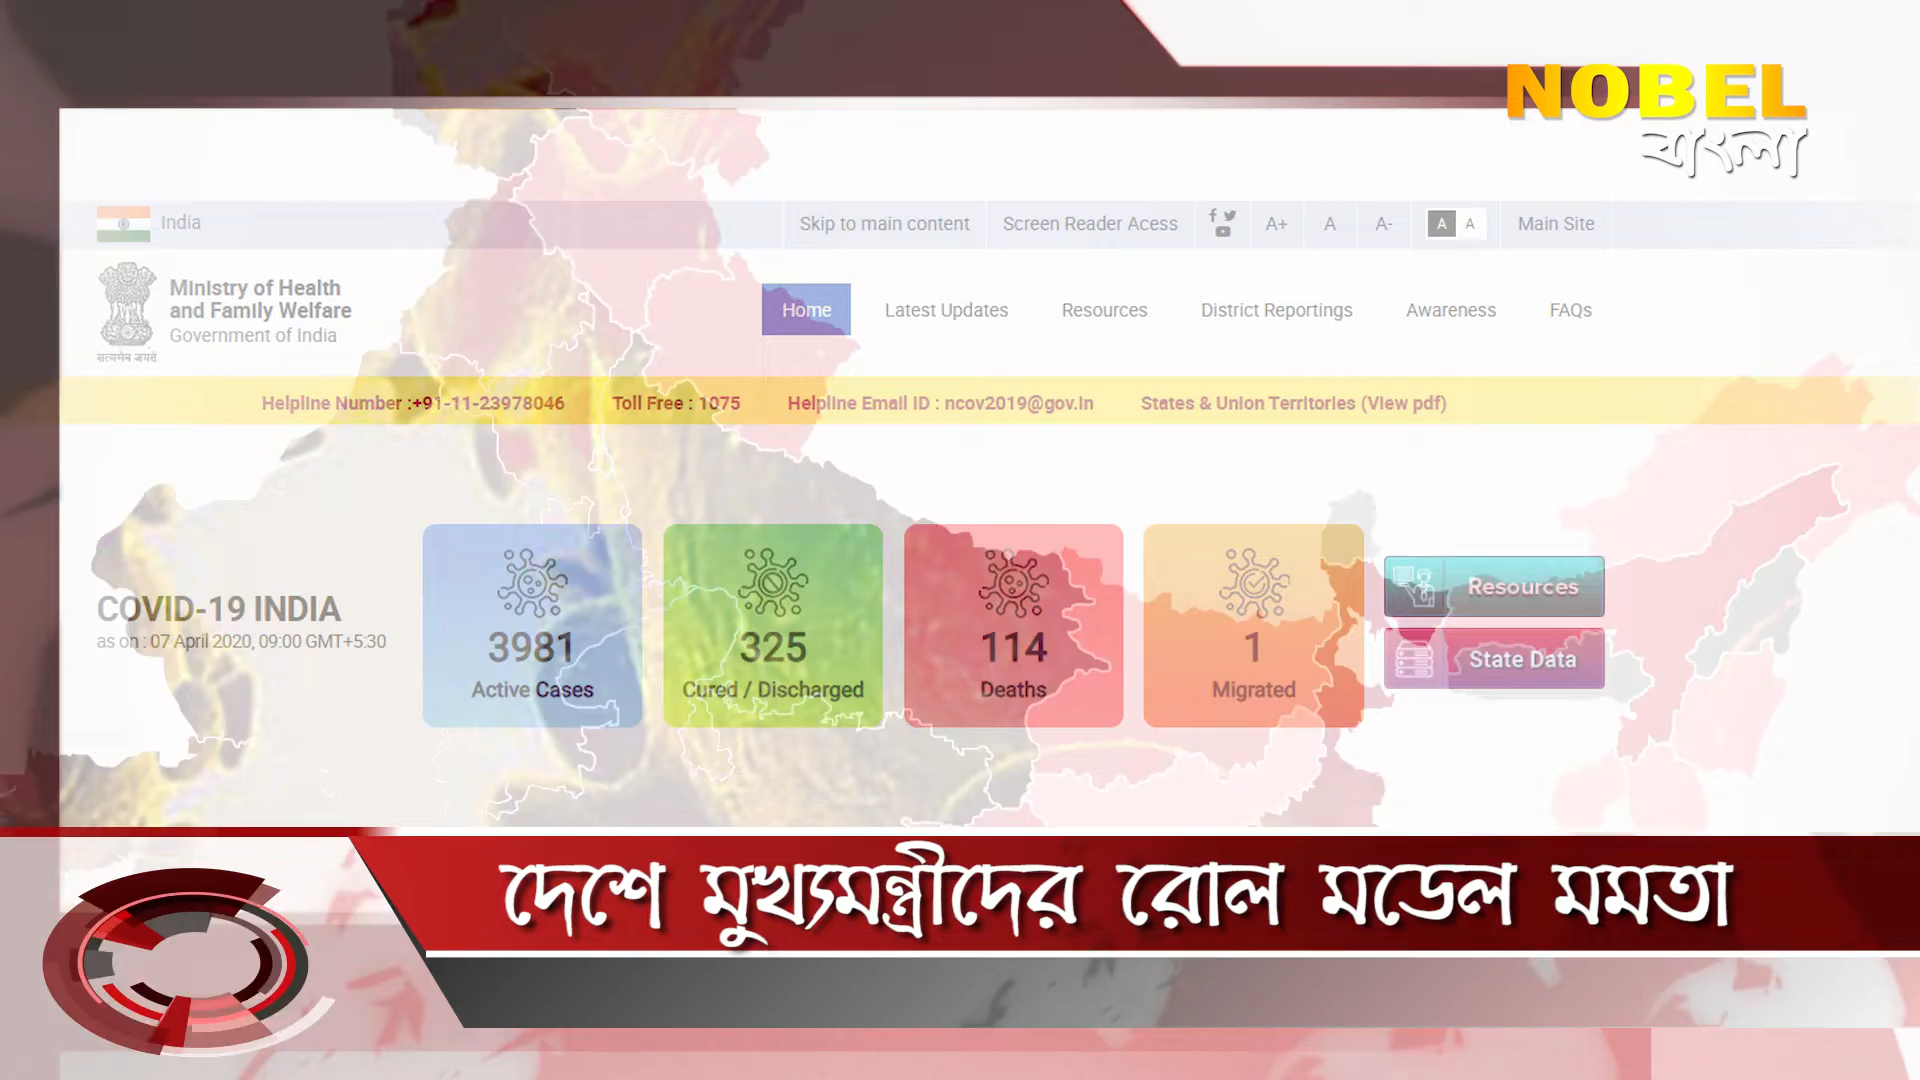 NOBEL
বাংলা
India
Skip to main content
Screen Reader Acess
A+
A
A-
A
A
Main Site
Ministry of Health
and Family Welfare
Government of India
सत्यमेव जयते
Home
Latest Updates
Resources
District Reportings
Awareness
FAQs
Helpline Number :+91-11-23978046
Toll Free : 1075
Helpline Email ID : ncov2019@gov.in
States & Union Territories (View pdf)
COVID-19 INDIA
as on : 07 April 2020, 09:00 GMT+5:30
3981
Active Cases
325
Cured / Discharged
114
Deaths
1
Migrated
Resources
State Data
দেশে মুখ্যমন্ত্রীদের রোল মডেল মমতা